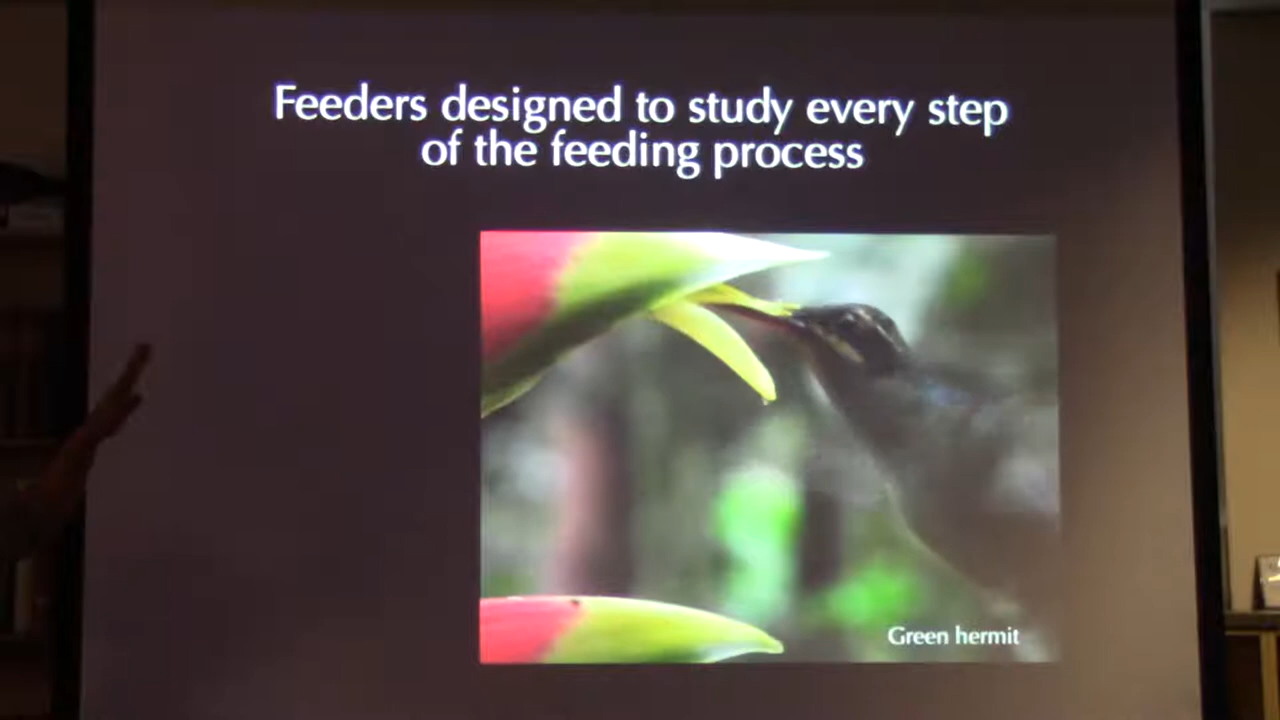 Feeders designed to study every step
of the feeding process
Green hermit